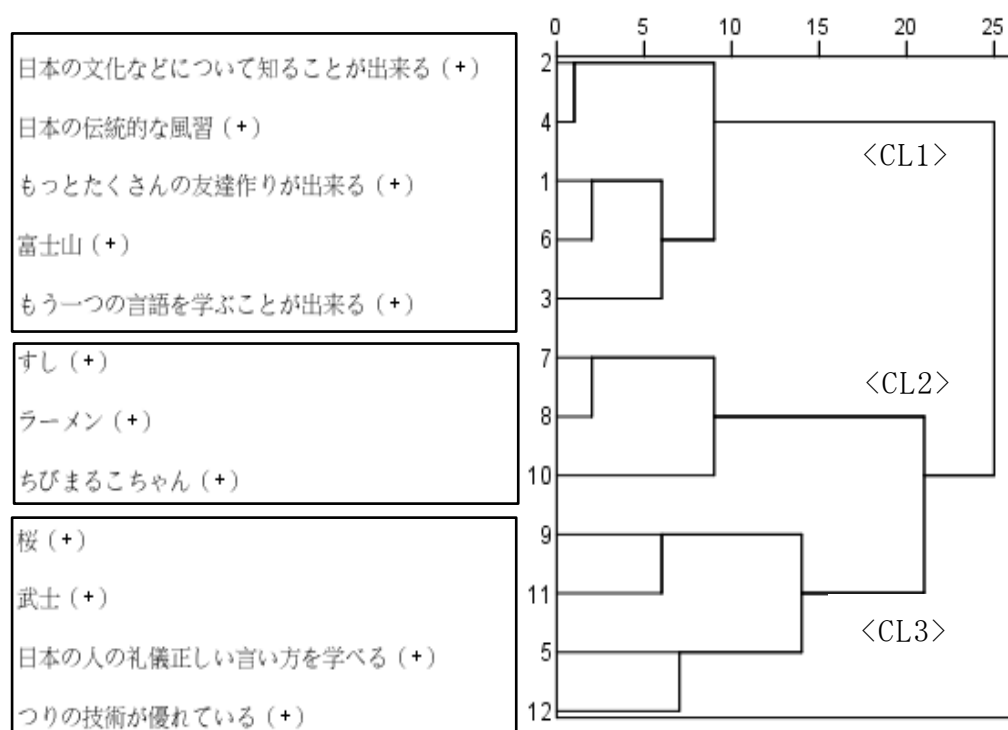 0 5 10 15 20 25
日本の文化などについて知ることが出来る（+） 2
日本の伝統的な風習（+） 4
<CL1>
もっとたくさんの友達作りが出来る（+） 1
富士山（+） 6
もう一つの言語を学ぶことが出来る（+） 3
すし（+） 7
<CL2>
ラーメン（+） 8
ちびまるこちゃん（+） 10
桜（+） 9
武士（+） 11
<CL3>
日本の人の礼儀正しい言い方を学べる（+） 5
つりの技術が優れている（+） 12